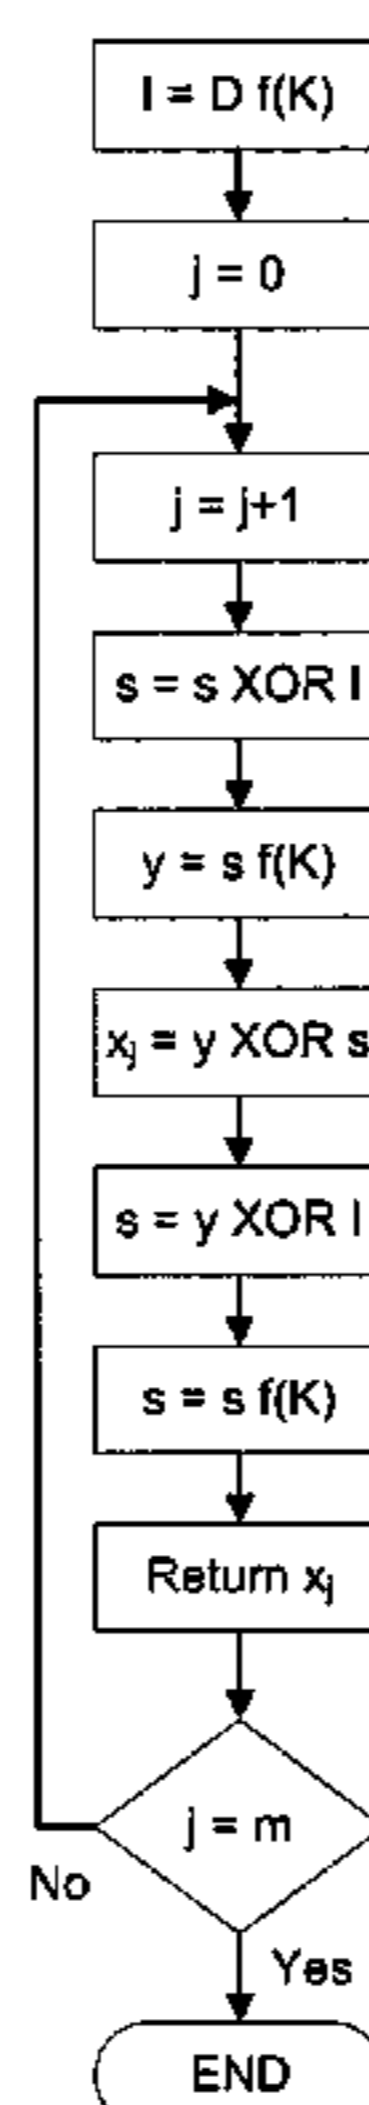 I = D f(K)
j = 0
j = j+1
s = s XOR I
y = s f(K)
xj = y XOR s
s = y XOR I
s = s f(K)
Return xj
j = m
No
Yes
END